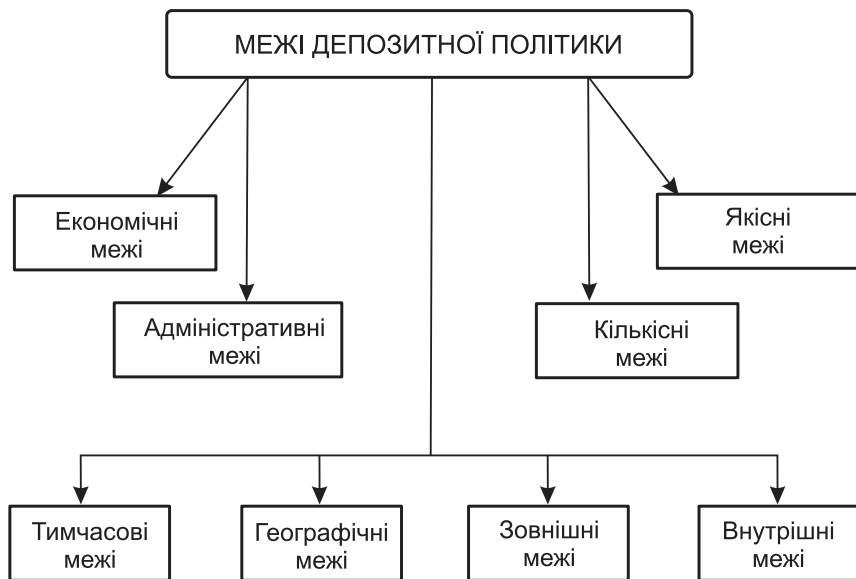 МЕЖІ ДЕПОЗИТНОЇ ПОЛІТИКИ
Економічні
межі
Якісні
межі
Адміністративні
межі
Кількісні
межі
Тимчасові
межі
Географічні
межі
Зовнішні
межі
Внутрішні
межі